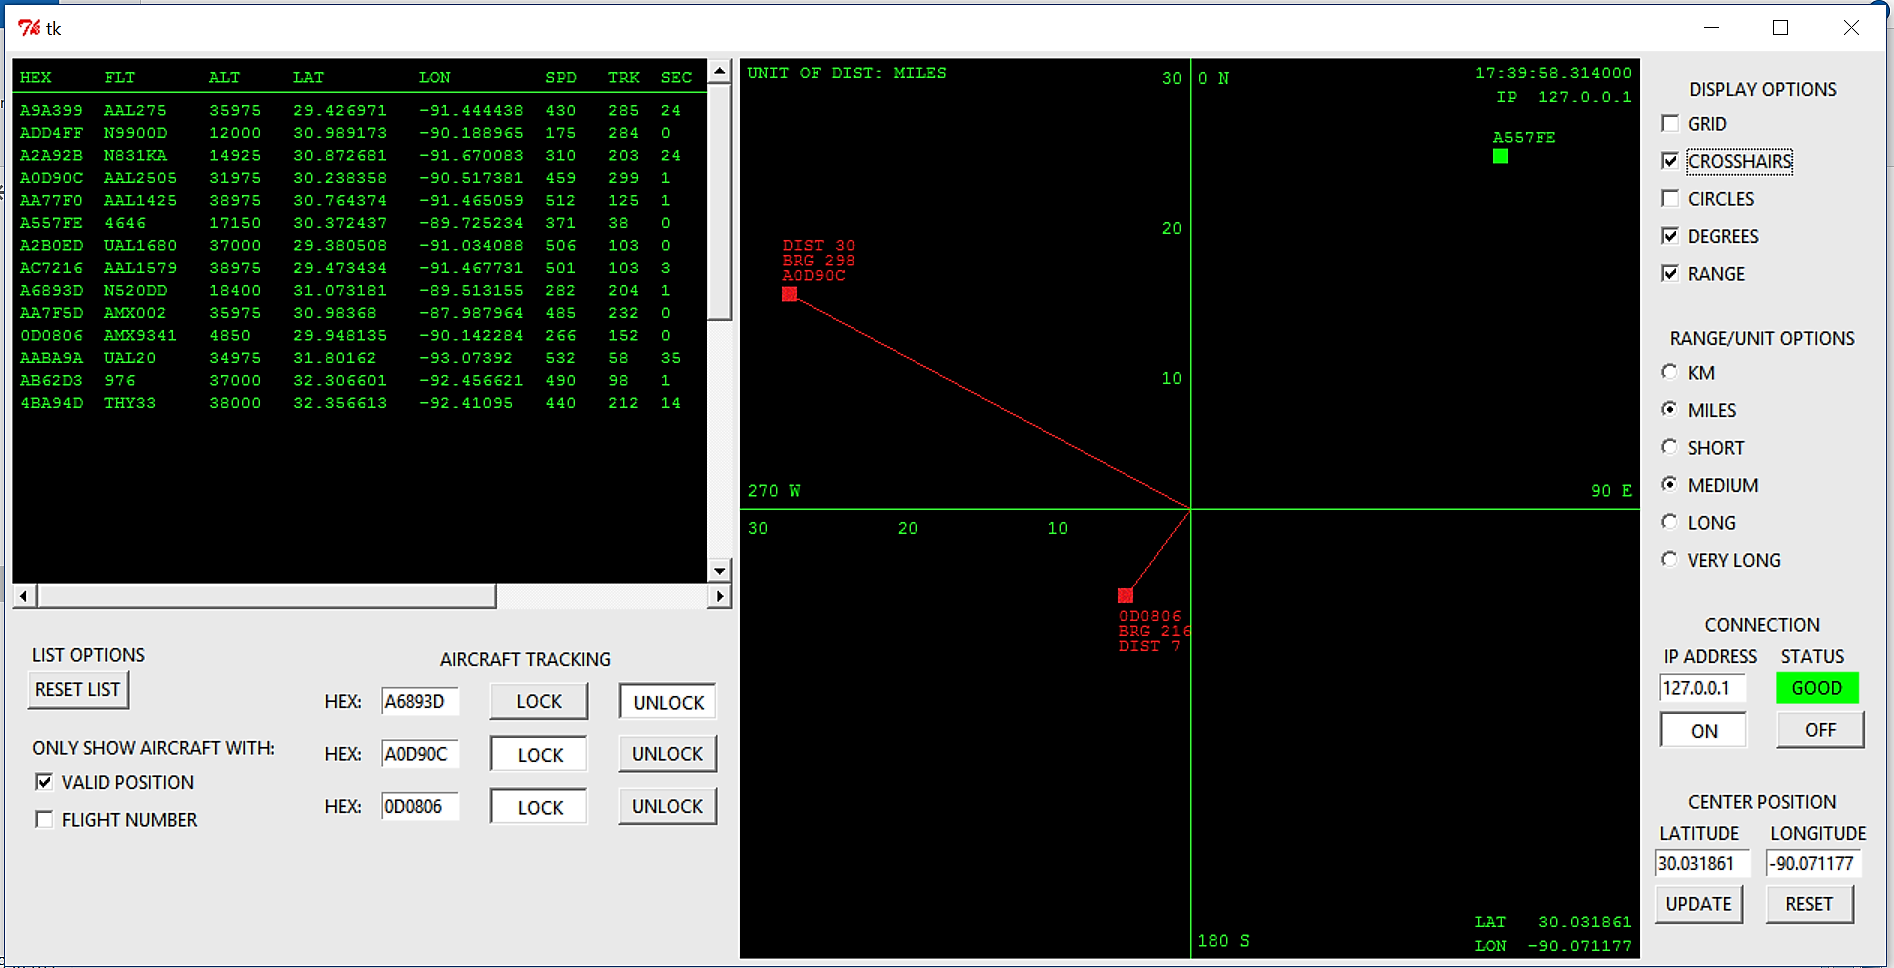 tk
HEX FLT ALT LAT LON SPD TRK SEC
A9A399 AAL275 35975 29.426971 -91.444438 430 285 24
ADD4FF N9900D 12000 30.989173 -90.188965 175 284 0
A2A92B N831KA 14925 30.872681 -91.670083 310 203 24
A0D90C AAL2505 31975 30.238358 -90.517381 459 299 1
AA77F0 AAL1425 38975 30.764374 -91.465059 512 125 1
A557FE 4646 17150 30.372437 -89.725234 371 38 0
A2B0ED UAL1680 37000 29.380508 -91.034088 506 103 0
AC7216 AAL1579 38975 29.473434 -91.467731 501 103 3
A6893D N520DD 18400 31.073181 -89.513155 282 204 1
AA7F5D AMX002 35975 30.98368 -87.987964 485 232 0
0D0806 AMX9341 4850 29.948135 -90.142284 266 152 0
AABA9A UAL20 34975 31.80162 -93.07392 532 58 35
AB62D3 976 37000 32.306601 -92.456621 490 98 1
4BA94D THY33 38000 32.356613 -92.41095 440 212 14
LIST OPTIONS
RESET LIST
ONLY SHOW AIRCRAFT WITH:
VALID POSITION
FLIGHT NUMBER
AIRCRAFT TRACKING
HEX: A6893D LOCK UNLOCK
HEX: A0D90C LOCK UNLOCK
HEX: 0D0806 LOCK UNLOCK
UNIT OF DIST: MILES
30 0 N
17:39:58.314000
IP 127.0.0.1
A557FE
20
DIST 30
BRG 298
A0D90C
10
270 W
90 E
30 20 10
0D0806
BRG 216
DIST 7
180 S
LAT 30.031861
LON -90.071177
DISPLAY OPTIONS
GRID
CROSSHAIRS
CIRCLES
DEGREES
RANGE
RANGE/UNIT OPTIONS
KM
MILES
SHORT
MEDIUM
LONG
VERY LONG
CONNECTION
IP ADDRESS STATUS
127.0.0.1 GOOD
ON OFF
CENTER POSITION
LATITUDE LONGITUDE
30.031861 -90.071177
UPDATE RESET